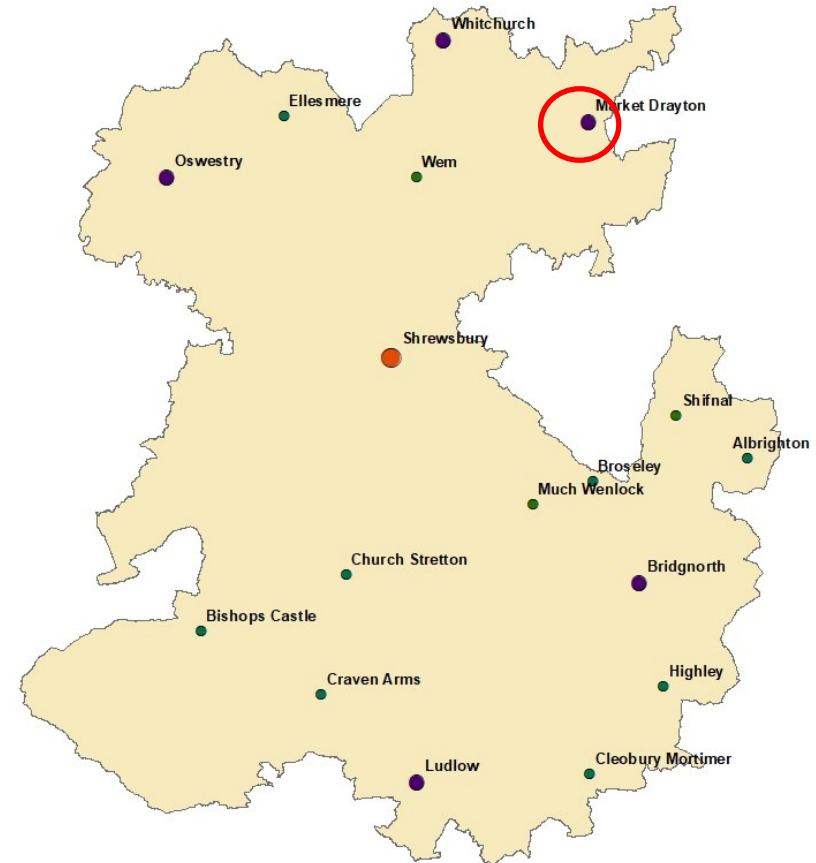 Whitchurch
Ellesmere
Market Drayton
Oswestry
Wem
Shrewsbury
Shifnal
Albrighton
Broseley
Much Wenlock
Church Stretton
Bridgnorth
Bishops Castle
Highley
Craven Arms
Cleobury Mortimer
Ludlow